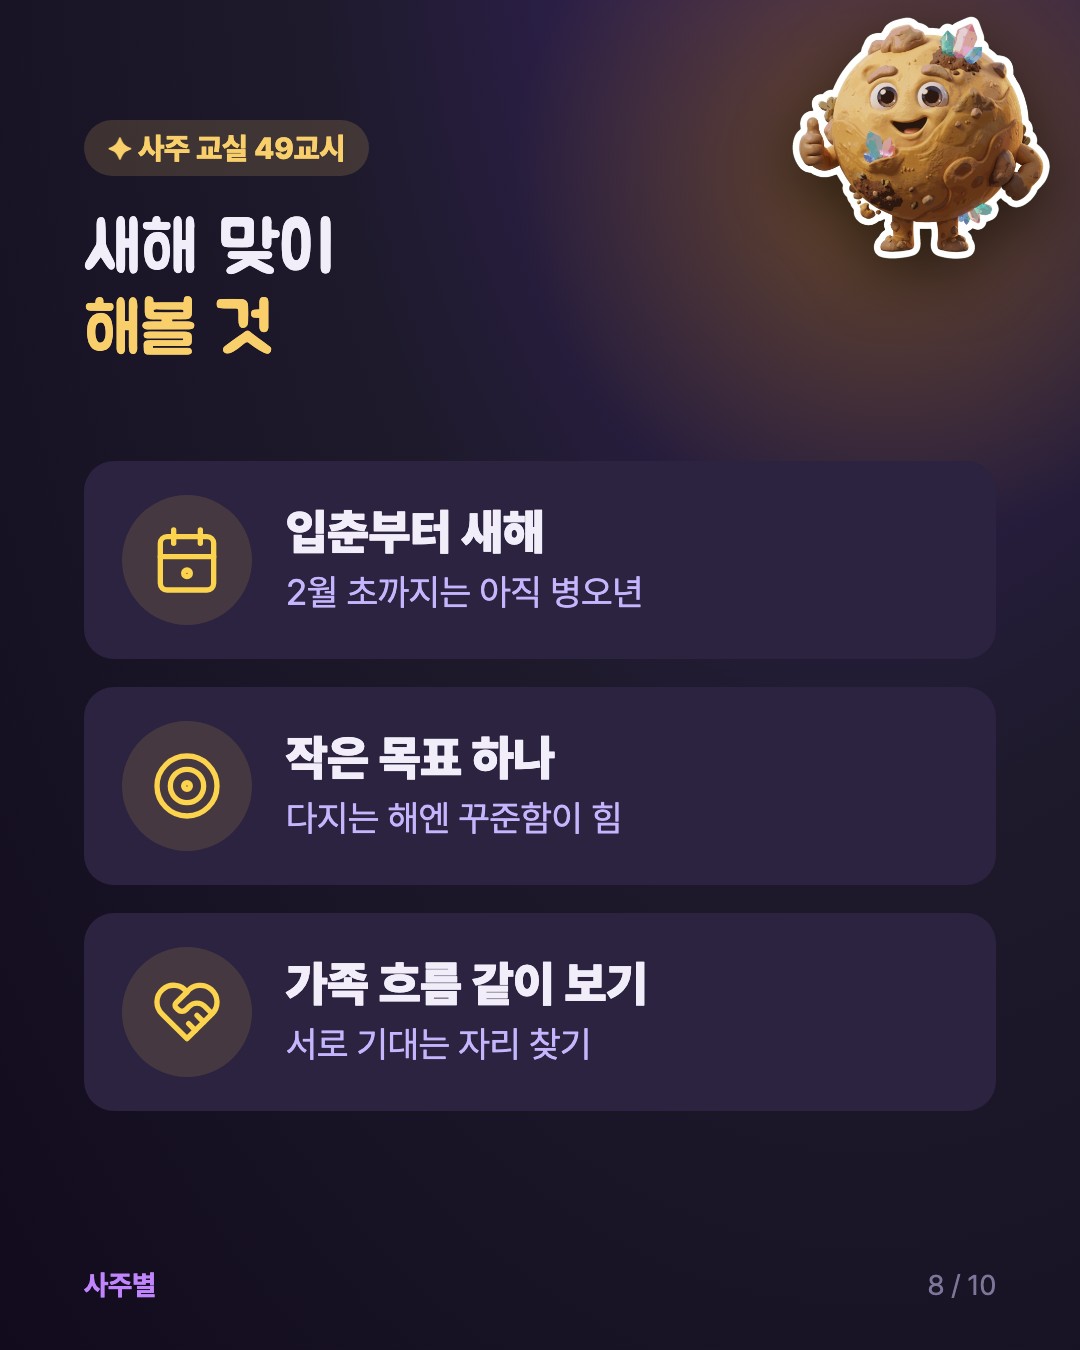 ✦ 사주 교실 49교시
새해 맞이
해볼 것
입춘부터 새해
2월 초까지는 아직 병오년
작은 목표 하나
다지는 해엔 꾸준함이 힘
가족 흐름 같이 보기
서로 기대는 자리 찾기
사주별
8 / 10